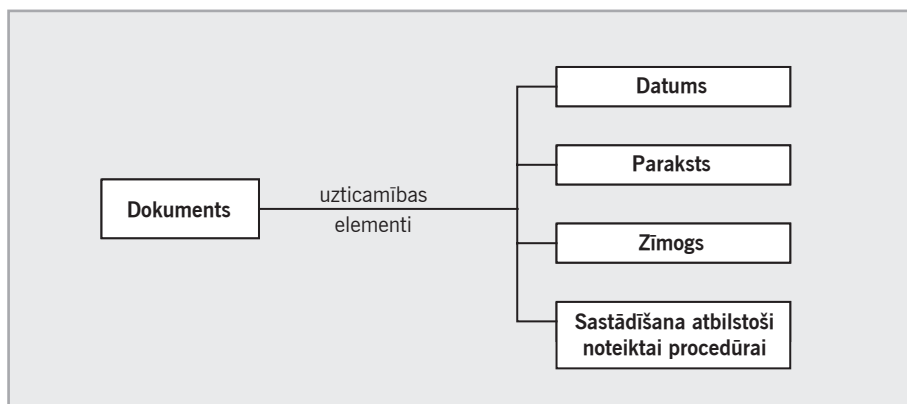 Dokuments
uzticamības
elementi
Datums
Paraksts
Zīmogs
Sastādīšana atbilstoši
noteiktai procedūrai